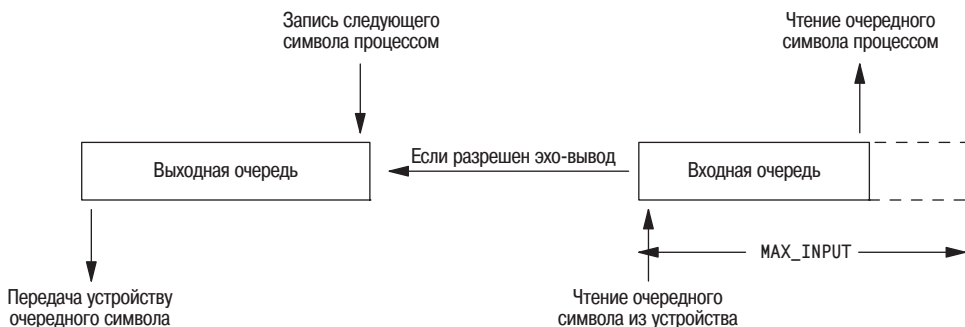 Запись следующего
символа процессом
Чтение очередного
символа процессом
Выходная очередь
Если разрешен эхо-вывод
Входная очередь
MAX_INPUT
Передача устройству
очередного символа
Чтение очередного
символа из устройства